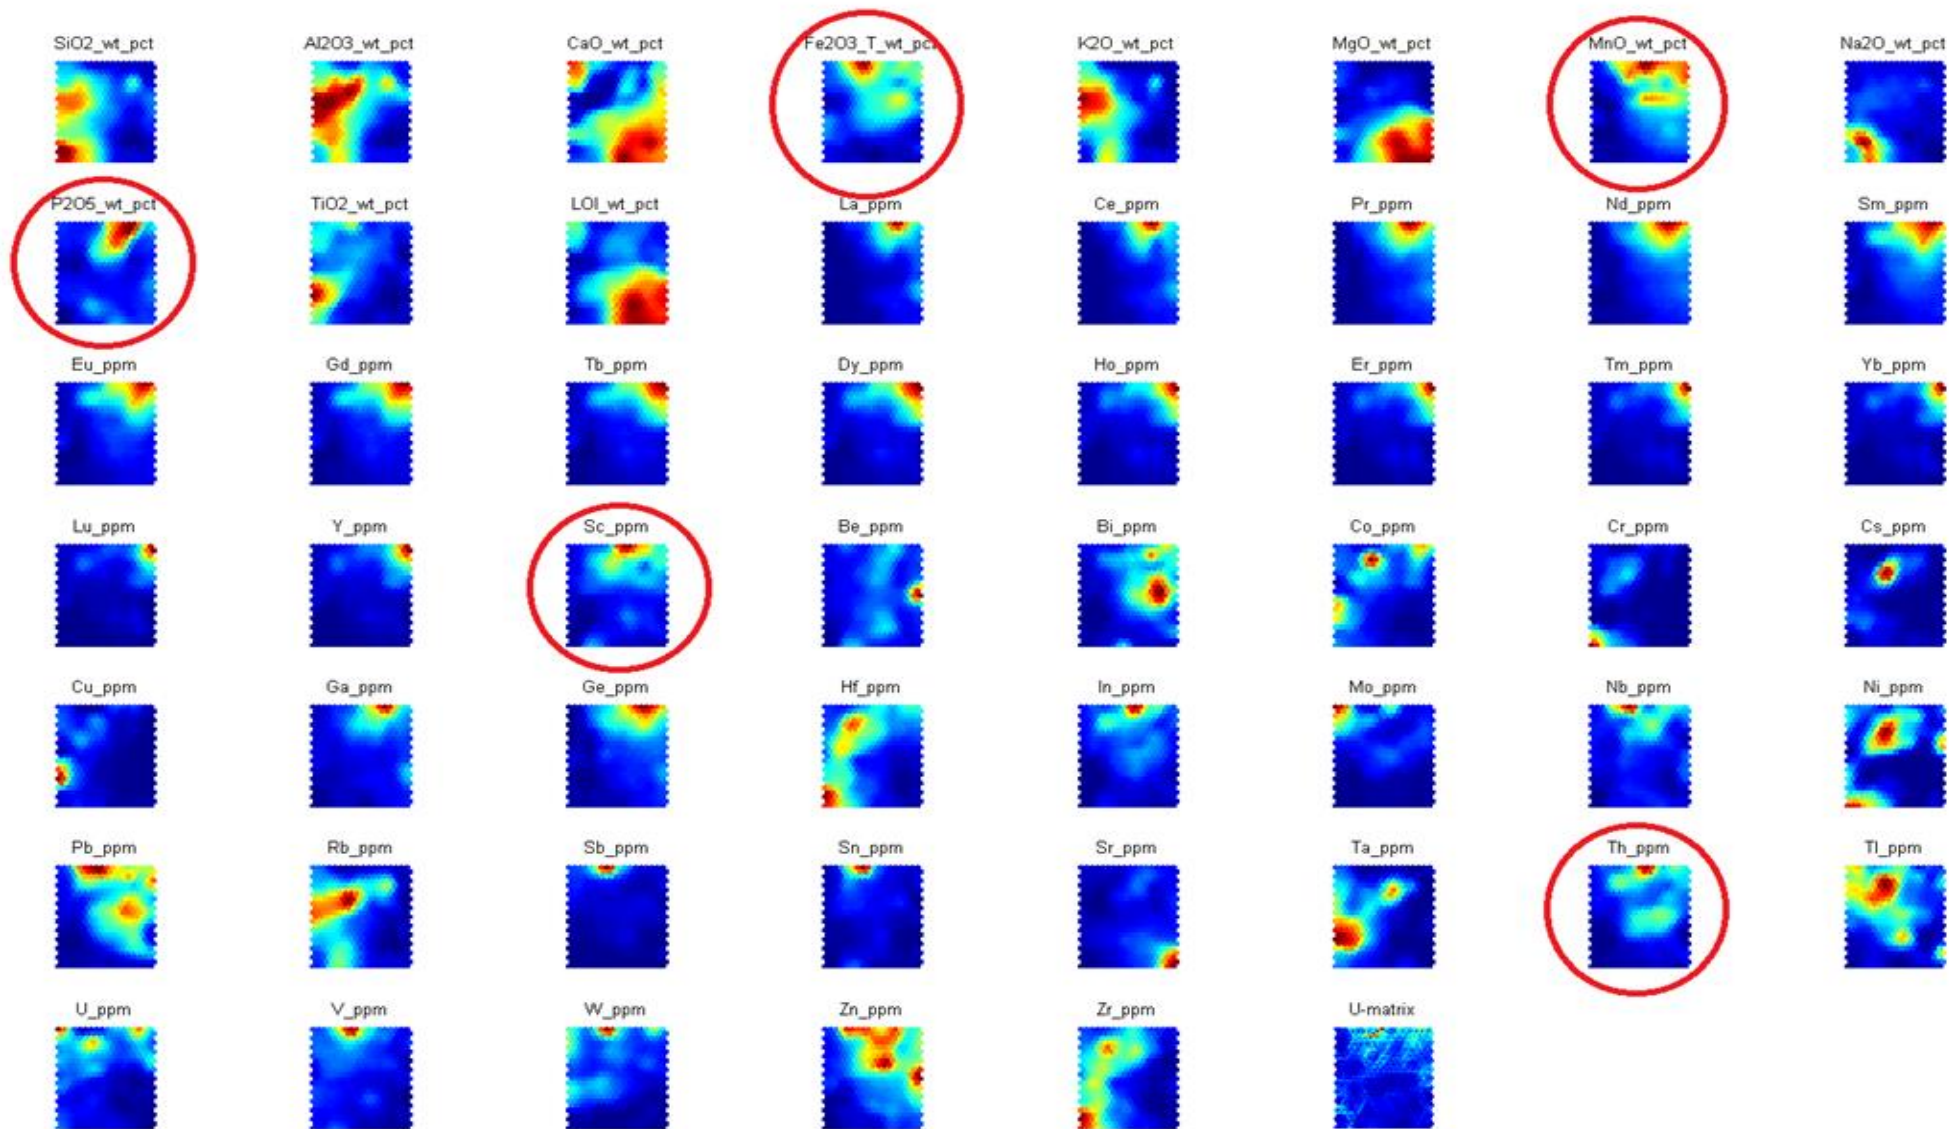 SiO2_wt_pct Al2O3_wt_pct CaO_wt_pct Fe2O3_T_wt_pct K2O_wt_pct MgO_wt_pct MnO_wt_pct Na2O_wt_pct
P2O5_wt_pct TiO2_wt_pct LOI_wt_pct La_ppm Ce_ppm Pr_ppm Nd_ppm Sm_ppm
Eu_ppm Gd_ppm Tb_ppm Dy_ppm Ho_ppm Er_ppm Tm_ppm Yb_ppm
Lu_ppm Y_ppm Sc_ppm Be_ppm Bi_ppm Co_ppm Cr_ppm Cs_ppm
Cu_ppm Ga_ppm Ge_ppm Hf_ppm In_ppm Mo_ppm Nb_ppm Ni_ppm
Pb_ppm Rb_ppm Sb_ppm Sn_ppm Sr_ppm Ta_ppm Th_ppm Tl_ppm
U_ppm V_ppm W_ppm Zn_ppm Zr_ppm U-matrix